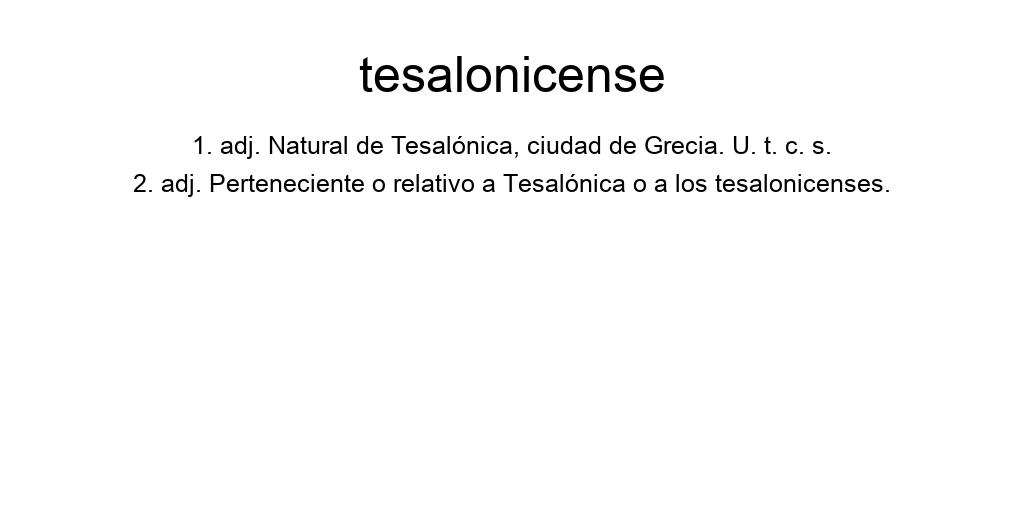 tesalonicense
1. adj. Natural de Tesalónica, ciudad de Grecia. U. t. c. s.
2. adj. Perteneciente o relativo a Tesalónica o a los tesalonicenses.